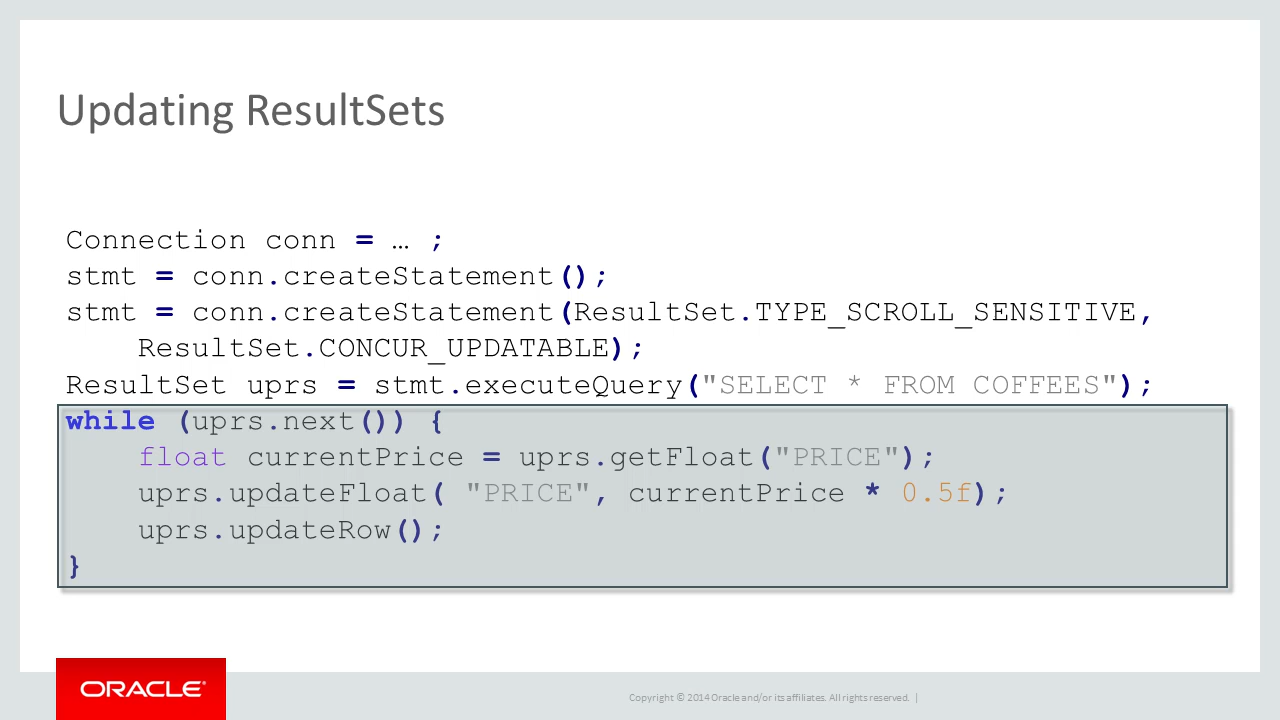 Updating ResultSets
Connection conn = … ;
stmt = conn.createStatement();
stmt = conn.createStatement(ResultSet.TYPE_SCROLL_SENSITIVE,
    ResultSet.CONCUR_UPDATABLE);
ResultSet uprs = stmt.executeQuery("SELECT * FROM COFFEES");
while (uprs.next()) {
    float currentPrice = uprs.getFloat("PRICE");
    uprs.updateFloat( "PRICE", currentPrice * 0.5f);
    uprs.updateRow();
}
ORACLE®
Copyright © 2014 Oracle and/or its affiliates. All rights reserved. |